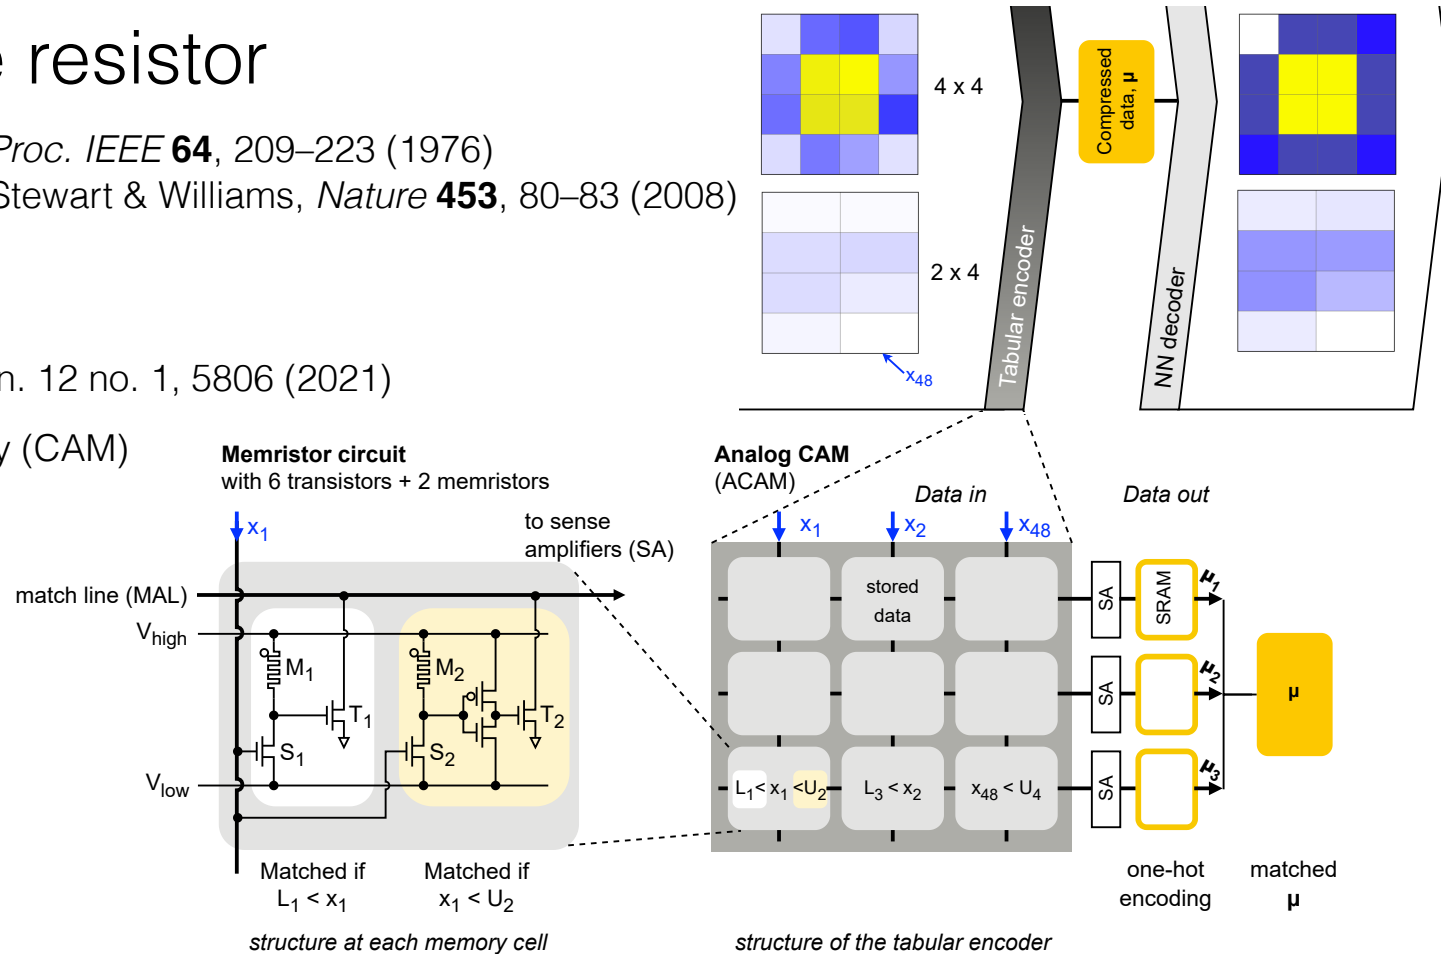 resistor
Proc. IEEE 64, 209–223 (1976)
Stewart & Williams, Nature 453, 80–83 (2008)
n. 12 no. 1, 5806 (2021)
(CAM)
4 x 4
2 x 4
x48
Tabular encoder
Compressed
data, μ
NN decoder
Memristor circuit
with 6 transistors + 2 memristors
x1
to sense
amplifiers (SA)
match line (MAL)
Vhigh
M1
M2
T1
T2
S1
S2
Vlow
Matched if
L1 < x1
Matched if
x1 < U2
structure at each memory cell
Analog CAM
(ACAM)
Data in
Data out
x1
x2
x48
stored
data
L1 < x1 <U2
L3 < x2
x48 < U4
SA
SA
SA
SRAM
μ1
μ2
μ3
μ
one-hot
encoding
matched
μ
structure of the tabular encoder